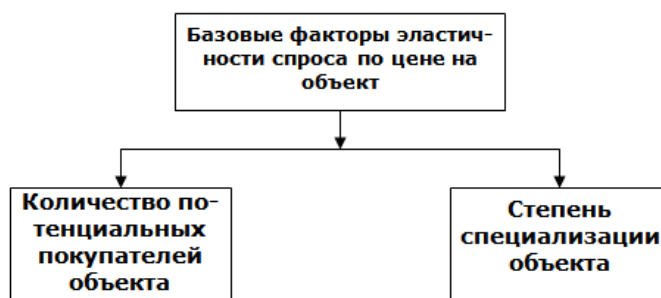 Базовые факторы эластич-
ности спроса по цене на
объект
Количество по-
тенциальных
покупателей
объекта
Степень
специализации
объекта